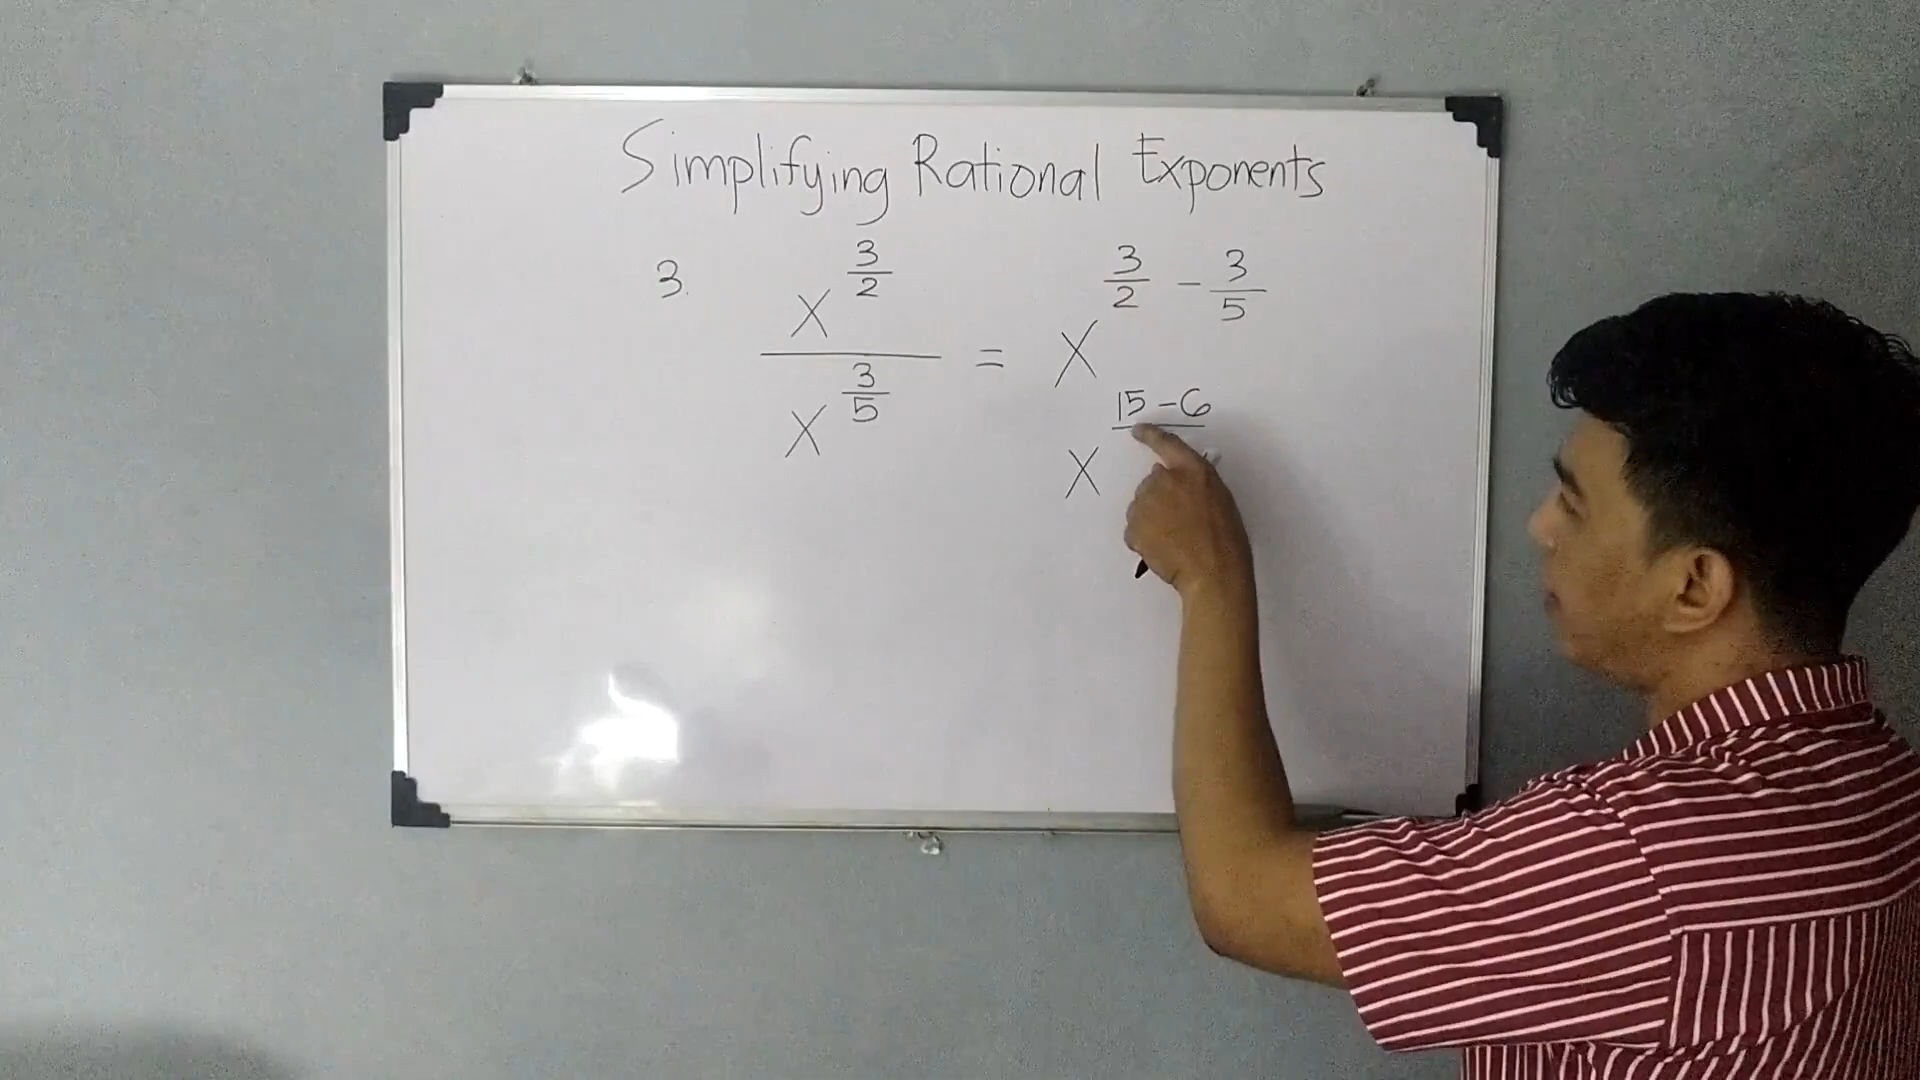 Simplifying Rational Exponents
3. x^(3/2) / x^(3/5) = x^(3/2 - 3/5)
x^(15-6)